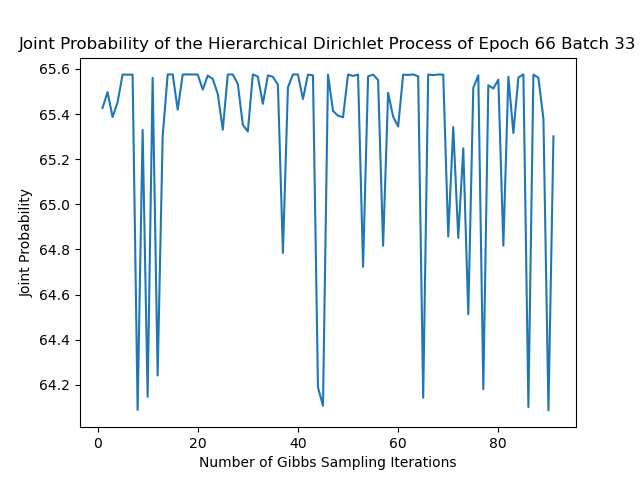 Joint Probability of the Hierarchical Dirichlet Process of Epoch 66 Batch 33
65.6
65.4
65.2
65.0
64.8
64.6
64.4
64.2
Joint Probability
0 20 40 60 80
Number of Gibbs Sampling Iterations